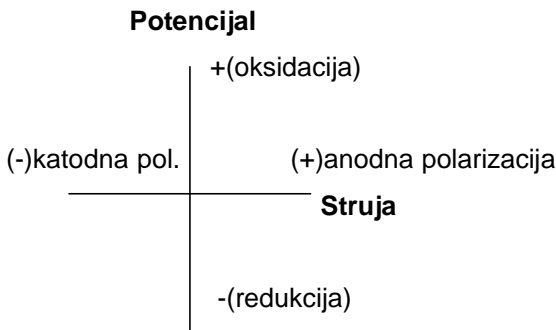 Potencijal
+(oksidacija)
(-)katodna pol. (+)anodna polarizacija
Struja
-(redukcija)